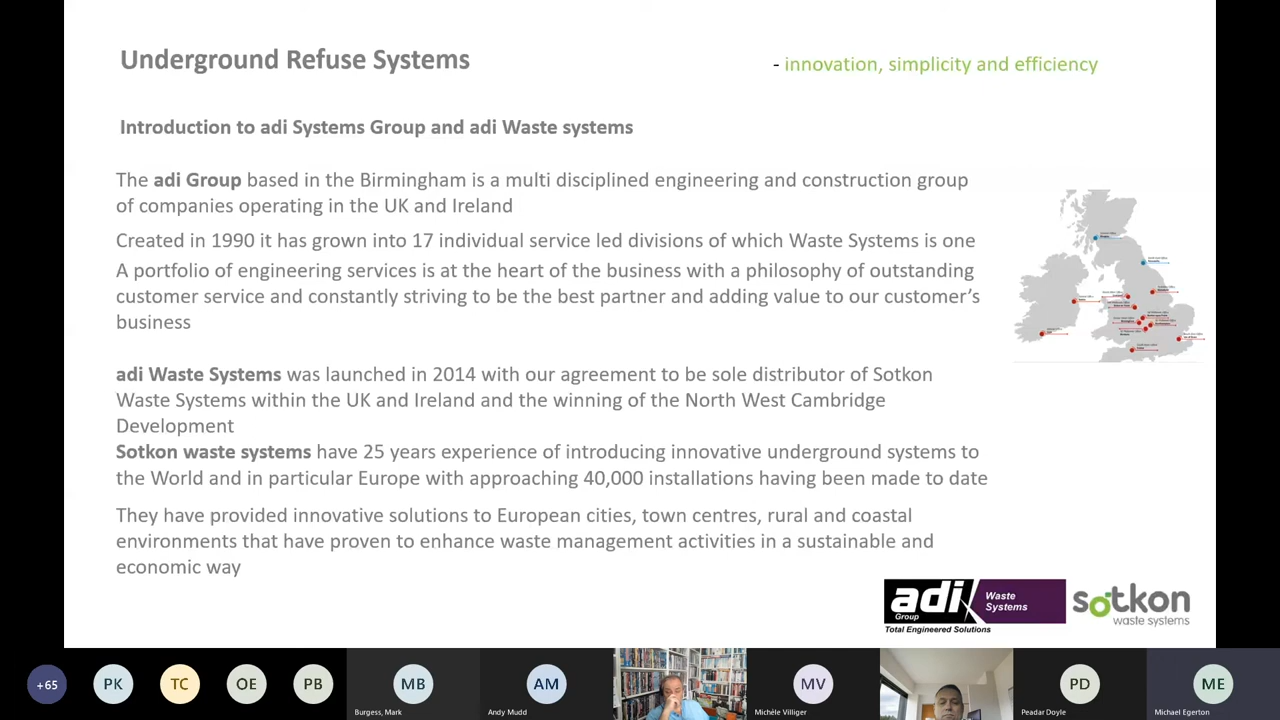 Underground Refuse Systems
- innovation, simplicity and efficiency
Introduction to adi Systems Group and adi Waste systems
The adi Group based in the Birmingham is a multi disciplined engineering and construction group
of companies operating in the UK and Ireland
Created in 1990 it has grown into 17 individual service led divisions of which Waste Systems is one
A portfolio of engineering services is at the heart of the business with a philosophy of outstanding
customer service and constantly striving to be the best partner and adding value to our customer's
business
adi Waste Systems was launched in 2014 with our agreement to be sole distributor of Sotkon
Waste Systems within the UK and Ireland and the winning of the North West Cambridge
Development
Sotkon waste systems have 25 years experience of introducing innovative underground systems to
the World and in particular Europe with approaching 40,000 installations having been made to date
They have provided innovative solutions to European cities, town centres, rural and coastal
environments that have proven to enhance waste management activities in a sustainable and
economic way
adi
Group
Waste
Systems
Total Engineered Solutions
sotkon
waste systems
+65
PK
TC
OE
PB
MB
AM
MV
PD
ME
Burgess, Mark
Andy Mudd
Michèle Villiger
Peadar Doyle
Michael Egerton